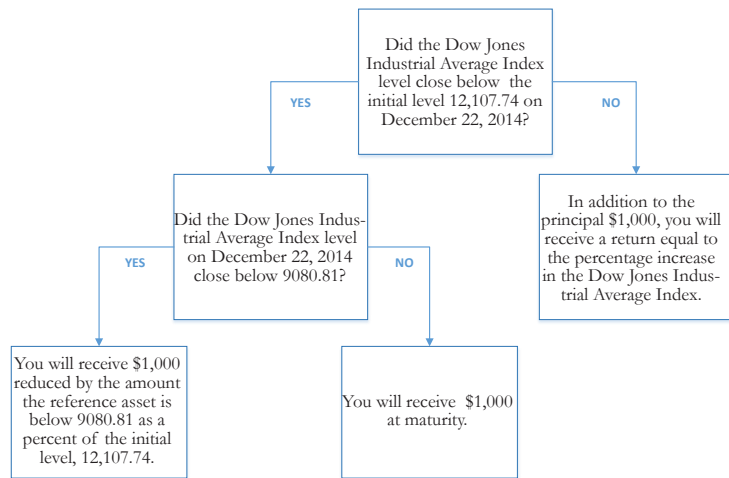 Did the Dow Jones
Industrial Average Index
level close below the
initial level 12,107.74 on
December 22, 2014?
YES
NO
Did the Dow Jones Indus-
trial Average Index level
on December 22, 2014
close below 9080.81?
In addition to the
principal $1,000, you will
receive a return equal to
the percentage increase
in the Dow Jones Indus-
trial Average Index.
YES
NO
You will receive $1,000
reduced by the amount
the reference asset is
below 9080.81 as a
percent of the initial
level, 12,107.74.
You will receive $1,000
at maturity.